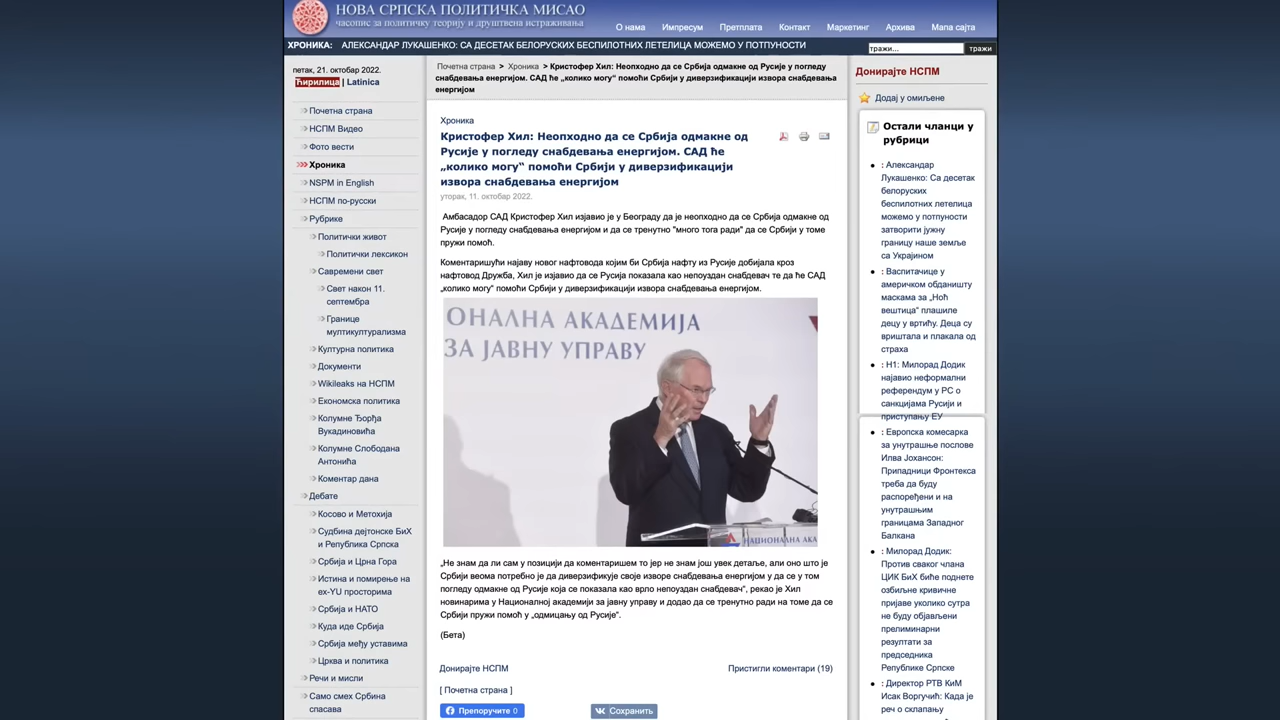 НОВА СРПСКА ПОЛИТИЧКА МИСАО
часопис за политичку теорију и друштвена истраживања
О нама
Импресум
Претплата
Контакт
Маркетинг
Архива
Мапа сајта
ХРОНИКА: АЛЕКСАНДАР ЛУКАШЕНКО: СА ДЕСЕТАК БЕЛОРУСКИХ БЕСПИЛОТНИХ ЛЕТЕЛИЦА МОЖЕМО У ПОТПУНОСТИ
тражи...
тражи
петак, 21. октобар 2022.
Ћирилица | Latinica
Почетна страна
НСПМ Видео
Фото вести
Хроника
NSPM in English
НСПМ по-русски
Рубрике
Политички живот
Политички лексикон
Савремени свет
Свет након 11.
септембра
Границе
мултикултурализма
Културна политика
Документи
Wikileaks на НСПМ
Економска политика
Колумне Ђорђа
Вукадиновића
Колумне Слободана
Антонића
Коментар дана
Дебате
Косово и Метохија
Судбина дејтонске БиХ
и Република Српска
Србија и Црна Гора
Истина и помирење на
ex-YU просторима
Србија и НАТО
Куда иде Србија
Србија међу уставима
Црква и политика
Речи и мисли
Само смех Србина
спасава
Почетна страна > Хроника > Кристофер Хил: Неопходно да се Србија одмакне од Русије у погледу
снабдевања енергијом. САД ће „колико могу“ помоћи Србији у диверзификацији извора снабдевања
енергијом
Хроника
Кристофер Хил: Неопходно да се Србија одмакне од
Русије у погледу снабдевања енергијом. САД ће
„колико могу“ помоћи Србији у диверзификацији
извора снабдевања енергијом
уторак, 11. октобар 2022.
Амбасадор САД Кристофер Хил изјавио је у Београду да је неопходно да се Србија одмакне од
Русије у погледу снабдевања енергијом и да се тренутно "много тога ради" да се Србији у томе
пружи помоћ.
Коментаришући најаву новог нафтовода којим би Србија нафту из Русије добијала кроз
нафтовод Дружба, Хил је изјавио да се Русија показала као непоуздан снабдевач те да ће САД
„колико могу“ помоћи Србији у диверзификацији извора снабдевања енергијом.
ОНАЛНА АКАДЕМИЈА
ЗА ЈАВНУ УПРАВУ
НАЦИОНАЛНА АКА
„Не знам да ли сам у позицији да коментаришем то јер не знам још увек детаље, али оно што је
Србији веома потребно је да диверзификује своје изворе снабдевања енергијом у да се у том
погледу одмакне од Русије која се показала као врло непоуздан снабдевач“, рекао је Хил
новинарима у Националној академији за јавну управу и додао да се тренутно ради на томе да се
Србији пружи помоћ у „одмицању од Русије“.
(Бета)
Донирајте НСПМ
Пристигли коментари (19)
[ Почетна страна ]
Препоручите 0
Сохранить
Донирајте НСПМ
Додај у омиљене
Остали чланци у
рубрици
: Александар
Лукашенко: Са десетак
белоруских
беспилотних летелица
можемо у потпуности
затворити јужну
границу наше земље
са Украјином
: Васпитачице у
америчком обданишту
маскама за „Ноћ
вештица“ плашиле
децу у вртићу. Деца су
вриштала и плакала од
страха
: Н1: Милорад Додик
најавио неформални
референдум у РС о
санкцијама Русији и
приступању ЕУ
: Европска комесарка
за унутрашње послове
Илва Јохансон:
Припадници Фронтекса
треба да буду
распоређени и на
унутрашњим
границама Западног
Балкана
: Милорад Додик:
Против сваког члана
ЦИК БиХ биће поднете
озбиљне кривичне
пријаве уколико сутра
не буду објављени
прелиминарни
резултати за
председника
Републике Српске
: Директор РТВ КиМ
Исак Воргучић: Када је
реч о склапању